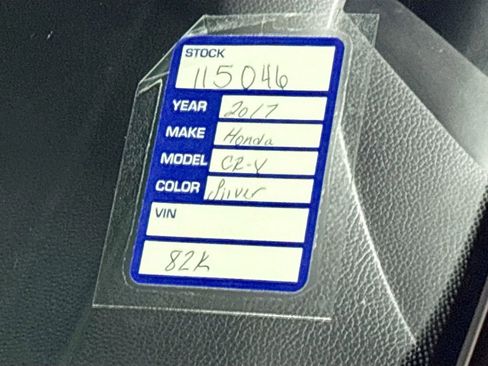 STOCK
115046
YEAR 2017
MAKE Honda
MODEL CR-V
COLOR Silver
VIN
82K